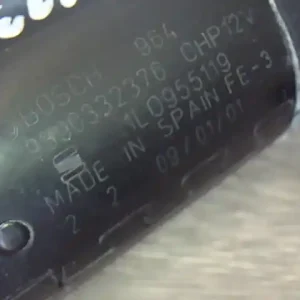 BOSCH 964
9390332376 CHP12V
1L0955119
MADE IN SPAIN FE-3
2 2 09/01/01